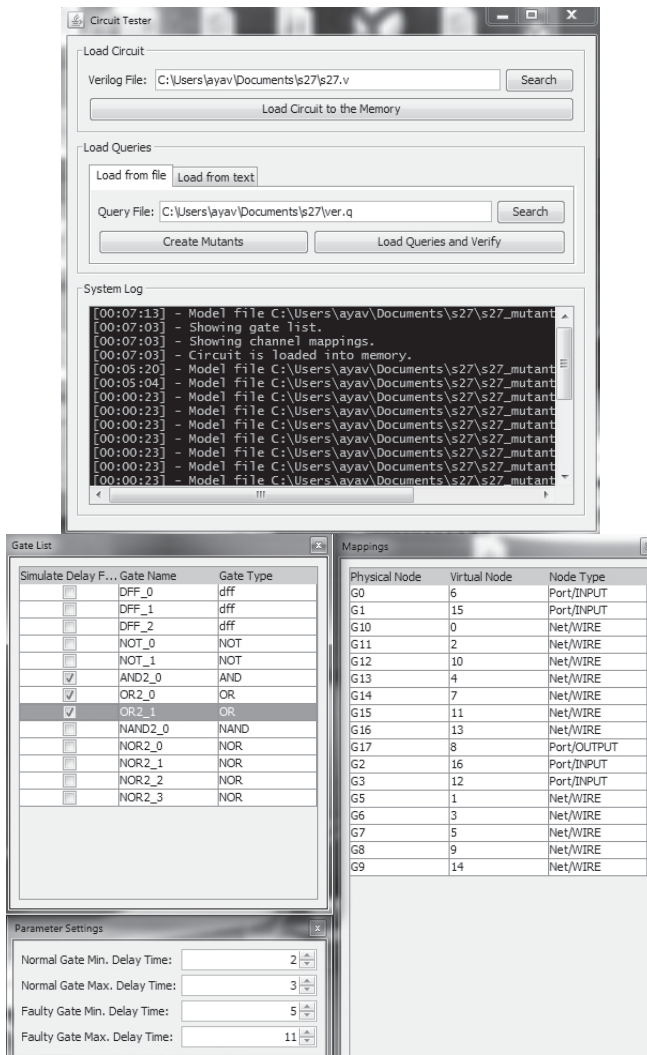 Circuit Tester
Load Circuit
Verilog File: C:\Users\ayav\Documents\s27\s27.v Search
Load Circuit to the Memory
Load Queries
Load from file Load from text
Query File: C:\Users\ayav\Documents\s27\ver.q Search
Create Mutants Load Queries and Verify
System Log
[00:07:13] - Model file C:\Users\ayav\Documents\s27\s27_mutant
[00:07:03] - Showing gate list.
[00:07:03] - Showing channel mappings.
[00:07:03] - Circuit is loaded into memory.
[00:05:20] - Model file C:\Users\ayav\Documents\s27\s27_mutant
[00:05:04] - Model file C:\Users\ayav\Documents\s27\s27_mutant
[00:00:23] - Model file C:\Users\ayav\Documents\s27\s27_mutant
[00:00:23] - Model file C:\Users\ayav\Documents\s27\s27_mutant
[00:00:23] - Model file C:\Users\ayav\Documents\s27\s27_mutant
[00:00:23] - Model file C:\Users\ayav\Documents\s27\s27_mutant
[00:00:23] - Model file C:\Users\ayav\Documents\s27\s27_mutant
[00:00:23] - Model file C:\Users\ayav\Documents\s27\s27_mutant
[00:00:23] - Model file C:\Users\ayav\Documents\s27\s27_mutant
Gate List
Simulate Delay F... Gate Name Gate Type
DFF_0 dff
DFF_1 dff
DFF_2 dff
NOT_0 NOT
NOT_1 NOT
AND2_0 AND
OR2_0 OR
OR2_1 OR
NAND2_0 NAND
NOR2_0 NOR
NOR2_1 NOR
NOR2_2 NOR
NOR2_3 NOR
Mappings
Physical Node Virtual Node Node Type
G0 6 Port/INPUT
G1 15 Port/INPUT
G10 0 Net/WIRE
G11 2 Net/WIRE
G12 10 Net/WIRE
G13 4 Net/WIRE
G14 7 Net/WIRE
G15 11 Net/WIRE
G16 13 Net/WIRE
G17 8 Port/OUTPUT
G2 16 Port/INPUT
G3 12 Port/INPUT
G5 1 Net/WIRE
G6 3 Net/WIRE
G7 5 Net/WIRE
G8 9 Net/WIRE
G9 14 Net/WIRE
Parameter Settings
Normal Gate Min. Delay Time: 2
Normal Gate Max. Delay Time: 3
Faulty Gate Min. Delay Time: 5
Faulty Gate Max. Delay Time: 11